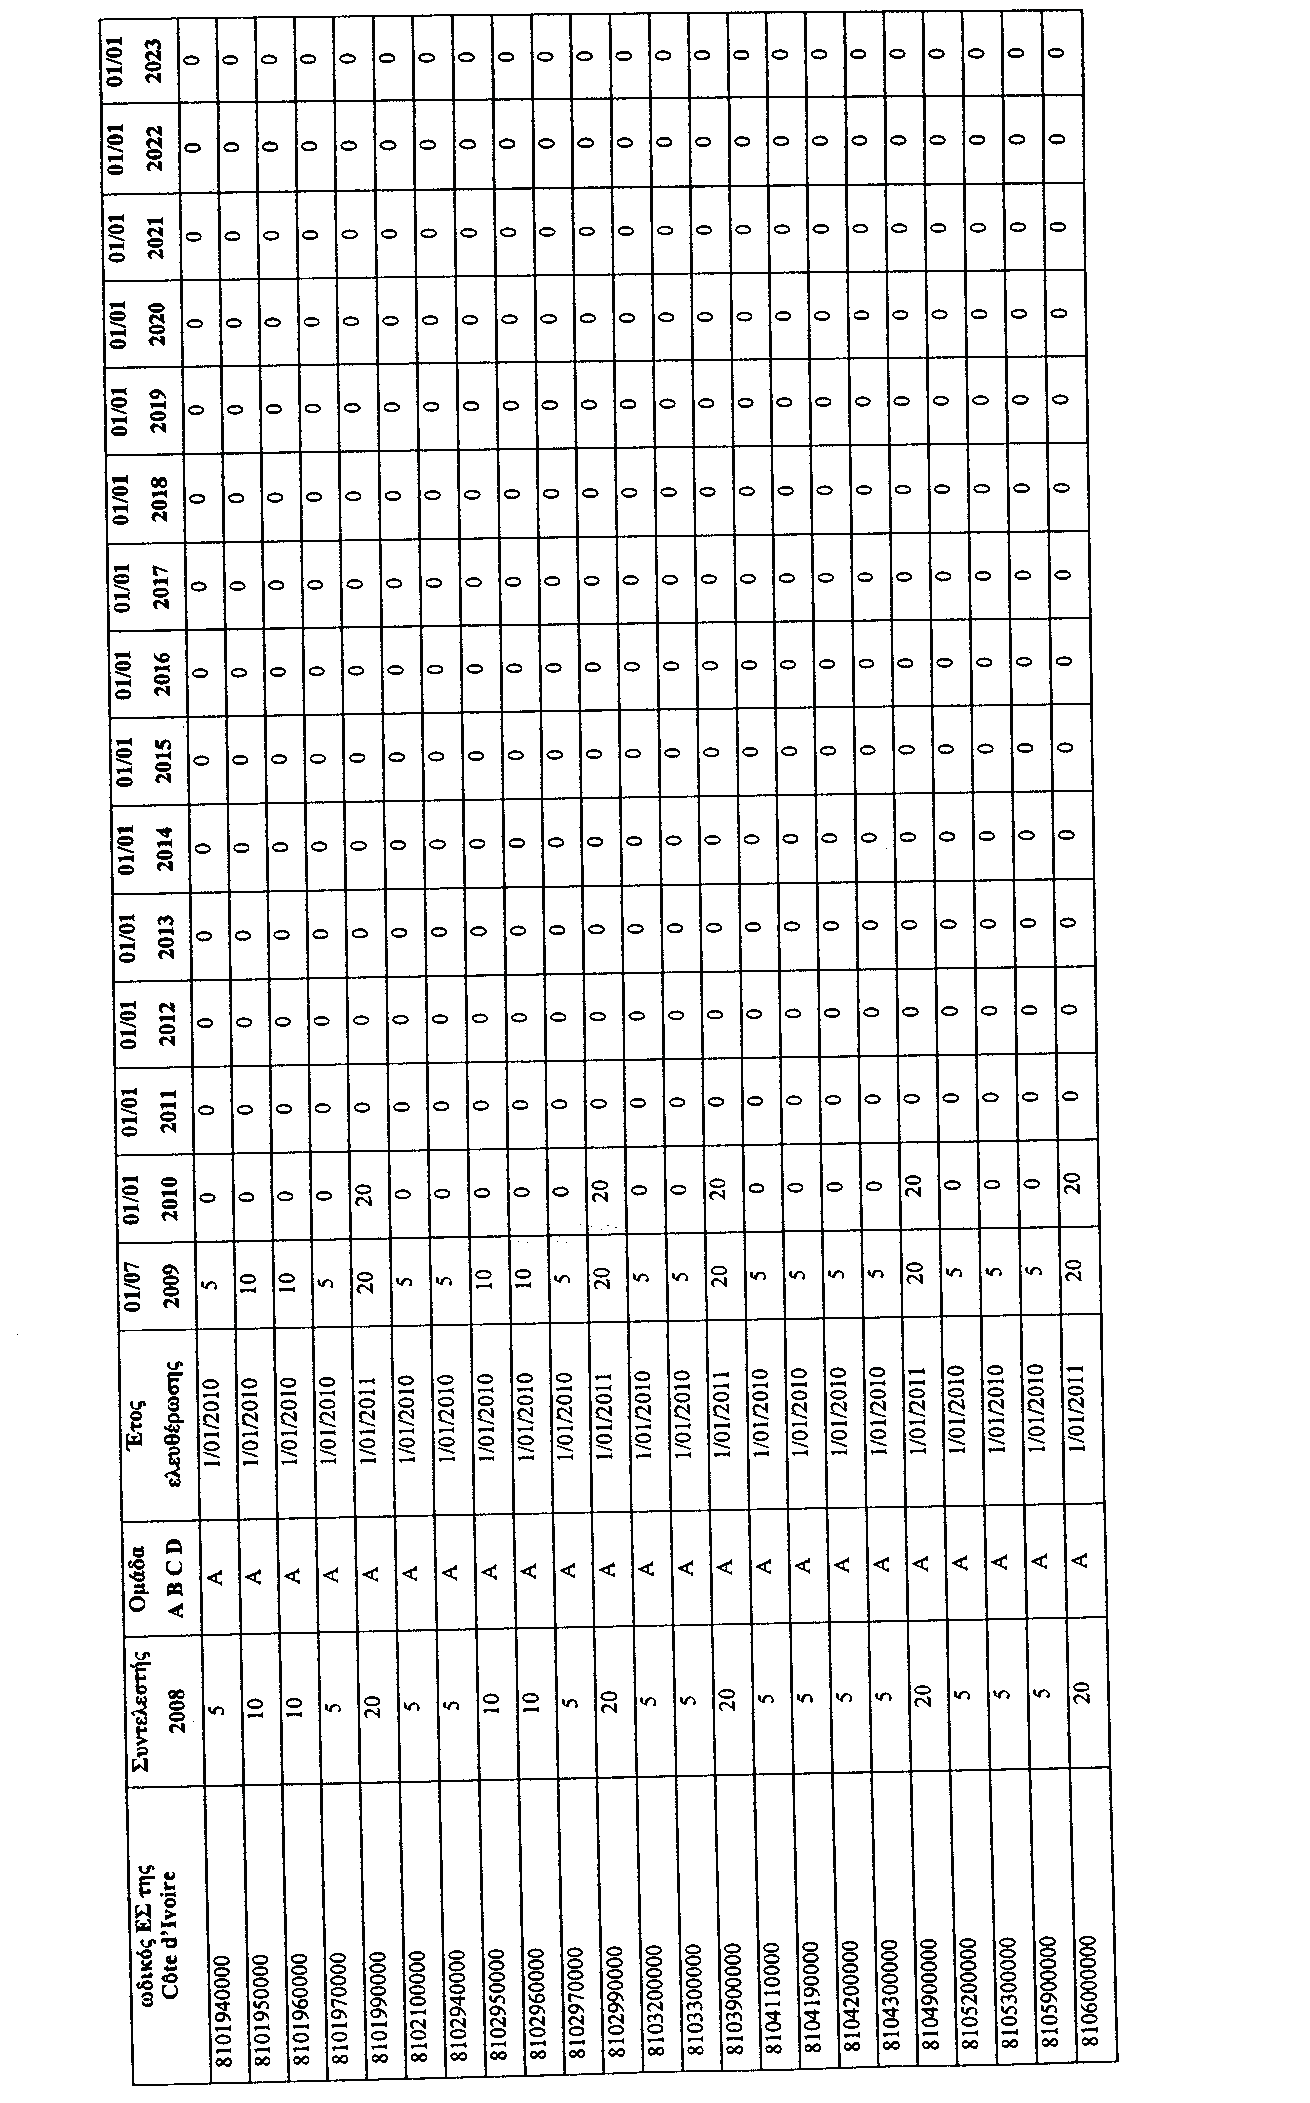 ωδικός ΕΣ της Côte d'Ivoire | Συντελεστής 2008 | Ομάδα A B C D | Έτος ελευθέρωσης | 01/07 2009 | 01/01 2010 | 01/01 2011 | 01/01 2012 | 01/01 2013 | 01/01 2014 | 01/01 2015 | 01/01 2016 | 01/01 2017 | 01/01 2018 | 01/01 2019 | 01/01 2020 | 01/01 2021 | 01/01 2022 | 01/01 2023
8101940000 5 A 1/01/2010 5 0 0 0 0 0 0 0 0 0 0 0 0 0 0
8101950000 10 A 1/01/2010 10 0 0 0 0 0 0 0 0 0 0 0 0 0 0
8101960000 10 A 1/01/2010 10 0 0 0 0 0 0 0 0 0 0 0 0 0 0
8101970000 5 A 1/01/2010 5 0 0 0 0 0 0 0 0 0 0 0 0 0 0
8101990000 20 A 1/01/2011 20 20 0 0 0 0 0 0 0 0 0 0 0 0 0
8102100000 5 A 1/01/2010 5 0 0 0 0 0 0 0 0 0 0 0 0 0 0
8102940000 5 A 1/01/2010 5 0 0 0 0 0 0 0 0 0 0 0 0 0 0
8102950000 10 A 1/01/2010 10 0 0 0 0 0 0 0 0 0 0 0 0 0 0
8102960000 10 A 1/01/2010 10 0 0 0 0 0 0 0 0 0 0 0 0 0 0
8102970000 5 A 1/01/2010 5 0 0 0 0 0 0 0 0 0 0 0 0 0 0
8102990000 20 A 1/01/2011 20 20 0 0 0 0 0 0 0 0 0 0 0 0 0
8103200000 5 A 1/01/2010 5 0 0 0 0 0 0 0 0 0 0 0 0 0 0
8103300000 5 A 1/01/2010 5 0 0 0 0 0 0 0 0 0 0 0 0 0 0
8103900000 20 A 1/01/2011 20 20 0 0 0 0 0 0 0 0 0 0 0 0 0
8104110000 5 A 1/01/2010 5 0 0 0 0 0 0 0 0 0 0 0 0 0 0
8104190000 5 A 1/01/2010 5 0 0 0 0 0 0 0 0 0 0 0 0 0 0
8104200000 5 A 1/01/2010 5 0 0 0 0 0 0 0 0 0 0 0 0 0 0
8104300000 5 A 1/01/2010 5 0 0 0 0 0 0 0 0 0 0 0 0 0 0
8104900000 20 A 1/01/2011 20 20 0 0 0 0 0 0 0 0 0 0 0 0 0
8105200000 5 A 1/01/2010 5 0 0 0 0 0 0 0 0 0 0 0 0 0 0
8105300000 5 A 1/01/2010 5 0 0 0 0 0 0 0 0 0 0 0 0 0 0
8105900000 5 A 1/01/2010 5 0 0 0 0 0 0 0 0 0 0 0 0 0 0
8106000000 20 A 1/01/2011 20 20 0 0 0 0 0 0 0 0 0 0 0 0 0